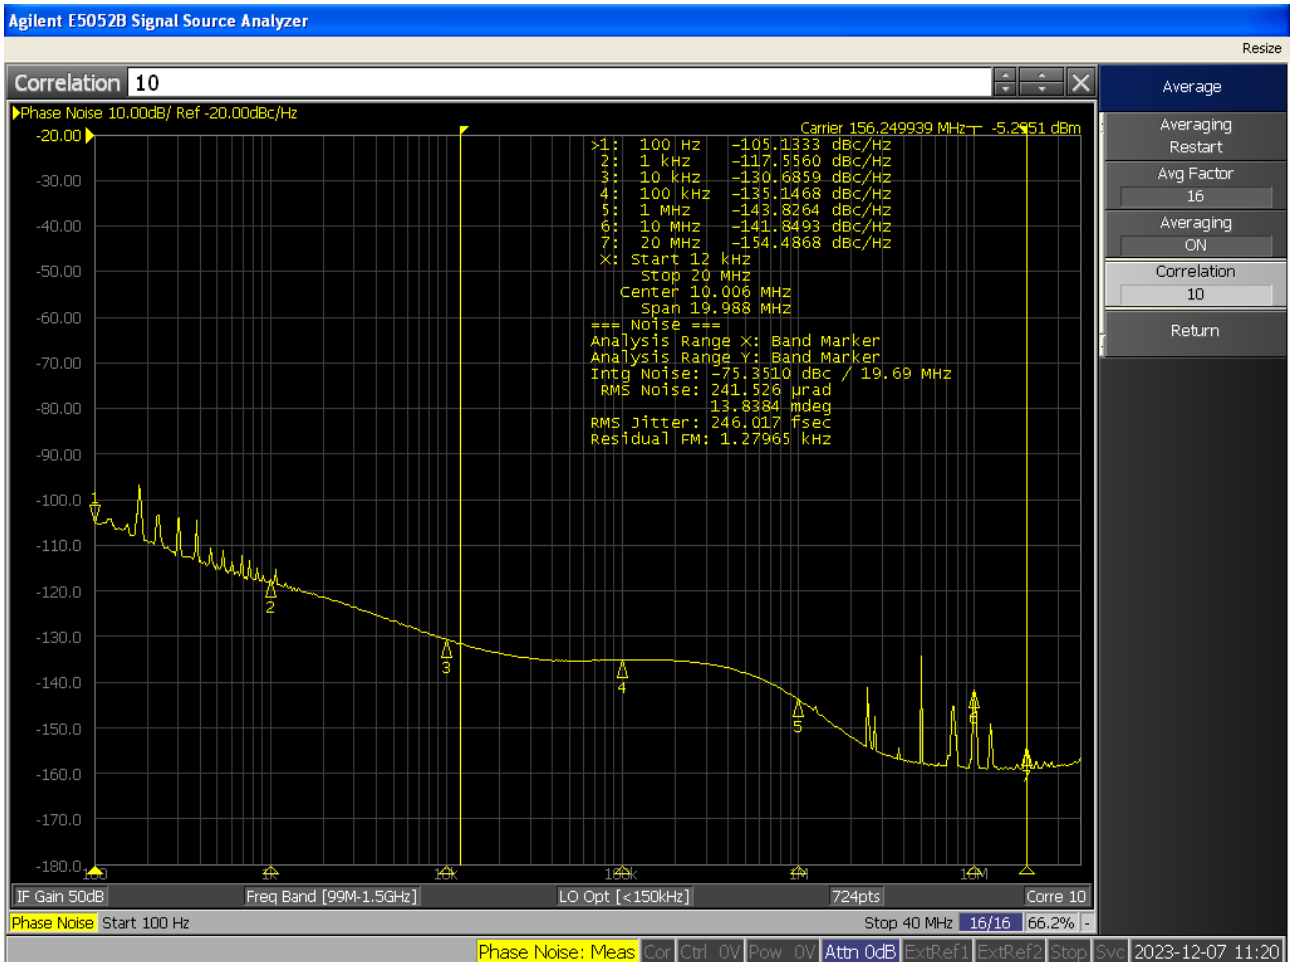 Agilent E5052B Signal Source Analyzer
Resize
Correlation 10
Phase Noise 10.00dB/ Ref -20.00dBc/Hz
Carrier 156.249939 MHz -5.2951 dBm
>1: 100 Hz -105.1333 dBc/Hz
2: 1 kHz -117.5560 dBc/Hz
3: 10 kHz -130.6859 dBc/Hz
4: 100 kHz -135.1468 dBc/Hz
5: 1 MHz -143.8264 dBc/Hz
6: 10 MHz -141.8493 dBc/Hz
7: 20 MHz -154.4868 dBc/Hz
X: Start 12 kHz
Stop 20 MHz
Center 10.006 MHz
Span 19.988 MHz
=== Noise ===
Analysis Range X: Band Marker
Analysis Range Y: Band Marker
Intg Noise: -75.3510 dBc / 19.69 MHz
RMS Noise: 241.526 µrad
13.8384 mdeg
RMS Jitter: 246.017 fsec
Residual FM: 1.27965 kHz
-20.00
-30.00
-40.00
-50.00
-60.00
-70.00
-80.00
-90.00
-100.0
-110.0
-120.0
-130.0
-140.0
-150.0
-160.0
-170.0
-180.0
1
2
3
4
5
6
7
100
1k
10k
100k
1M
10M
IF Gain 50dB
Freq Band [99M-1.5GHz]
LO Opt [<150kHz]
724pts
Corre 10
Phase Noise Start 100 Hz
Stop 40 MHz 16/16 66.2% -
Phase Noise: Meas Cor Ctrl 0V Pow 0V Attn 0dB ExtRef1 ExtRef2 Stop Svc 2023-12-07 11:20
Average
Averaging
Restart
Avg Factor
16
Averaging
ON
Correlation
10
Return